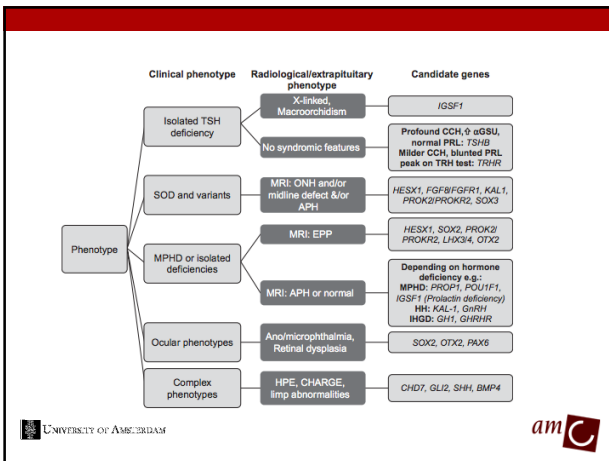 Clinical phenotype
Radiological/extrapituitary
phenotype
Candidate genes
Phenotype
Isolated TSH
deficiency
X-linked,
Macroorchidism
IGSF1
No syndromic features
Profound CCH,⇧ αGSU,
normal PRL: TSHB
Milder CCH, blunted PRL
peak on TRH test: TRHR
SOD and variants
MRI: ONH and/or
midline defect &/or
APH
HESX1, FGF8/FGFR1, KAL1,
PROK2/PROKR2, SOX3
MPHD or isolated
deficiencies
MRI: EPP
HESX1, SOX2, PROK2/
PROKR2, LHX3/4, OTX2
MRI: APH or normal
Depending on hormone
deficiency e.g.:
MPHD: PROP1, POU1F1,
IGSF1 (Prolactin deficiency)
HH: KAL-1, GnRH
IHGD: GH1, GHRHR
Ocular phenotypes
Ano/microphthalmia,
Retinal dysplasia
SOX2, OTX2, PAX6
Complex
phenotypes
HPE, CHARGE,
limp abnormalities
CHD7, GLI2, SHH, BMP4
UNIVERSITY OF AMSTERDAM
amC